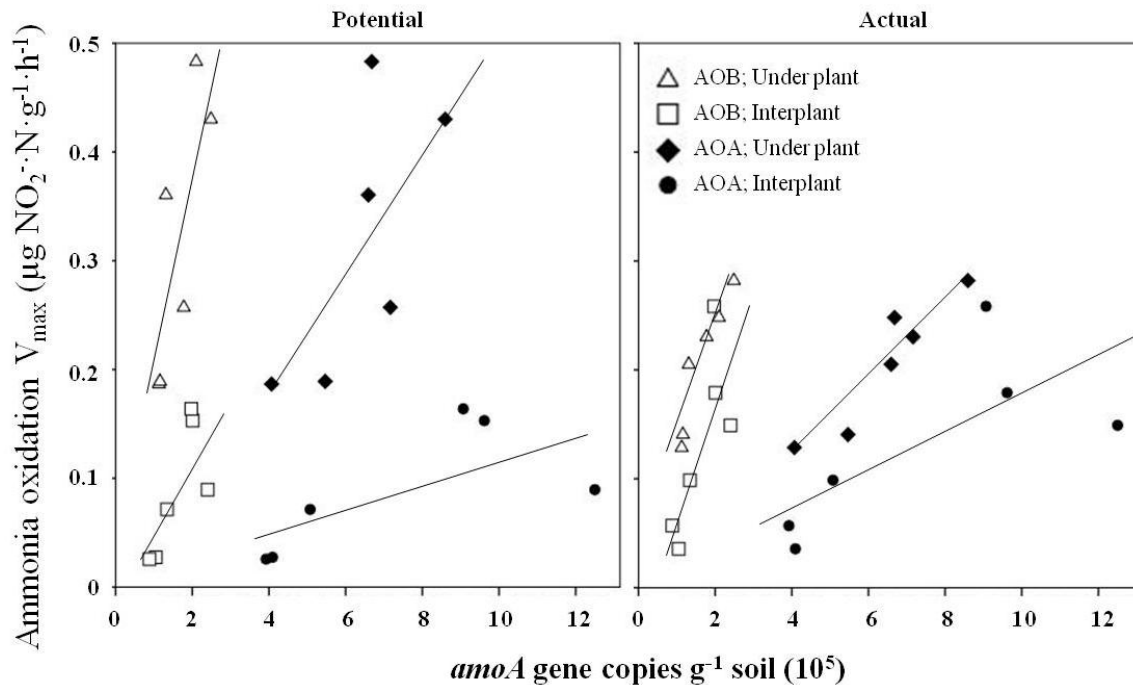 Potential
Actual
Ammonia oxidation Vmax (µg NO₂⁻·N·g⁻¹·h⁻¹)
0.5
0.4
0.3
0.2
0.1
0
AOB; Under plant
AOB; Interplant
AOA; Under plant
AOA; Interplant
0 2 4 6 8 10 12
0 2 4 6 8 10 12
amoA gene copies g⁻¹ soil (10⁵)